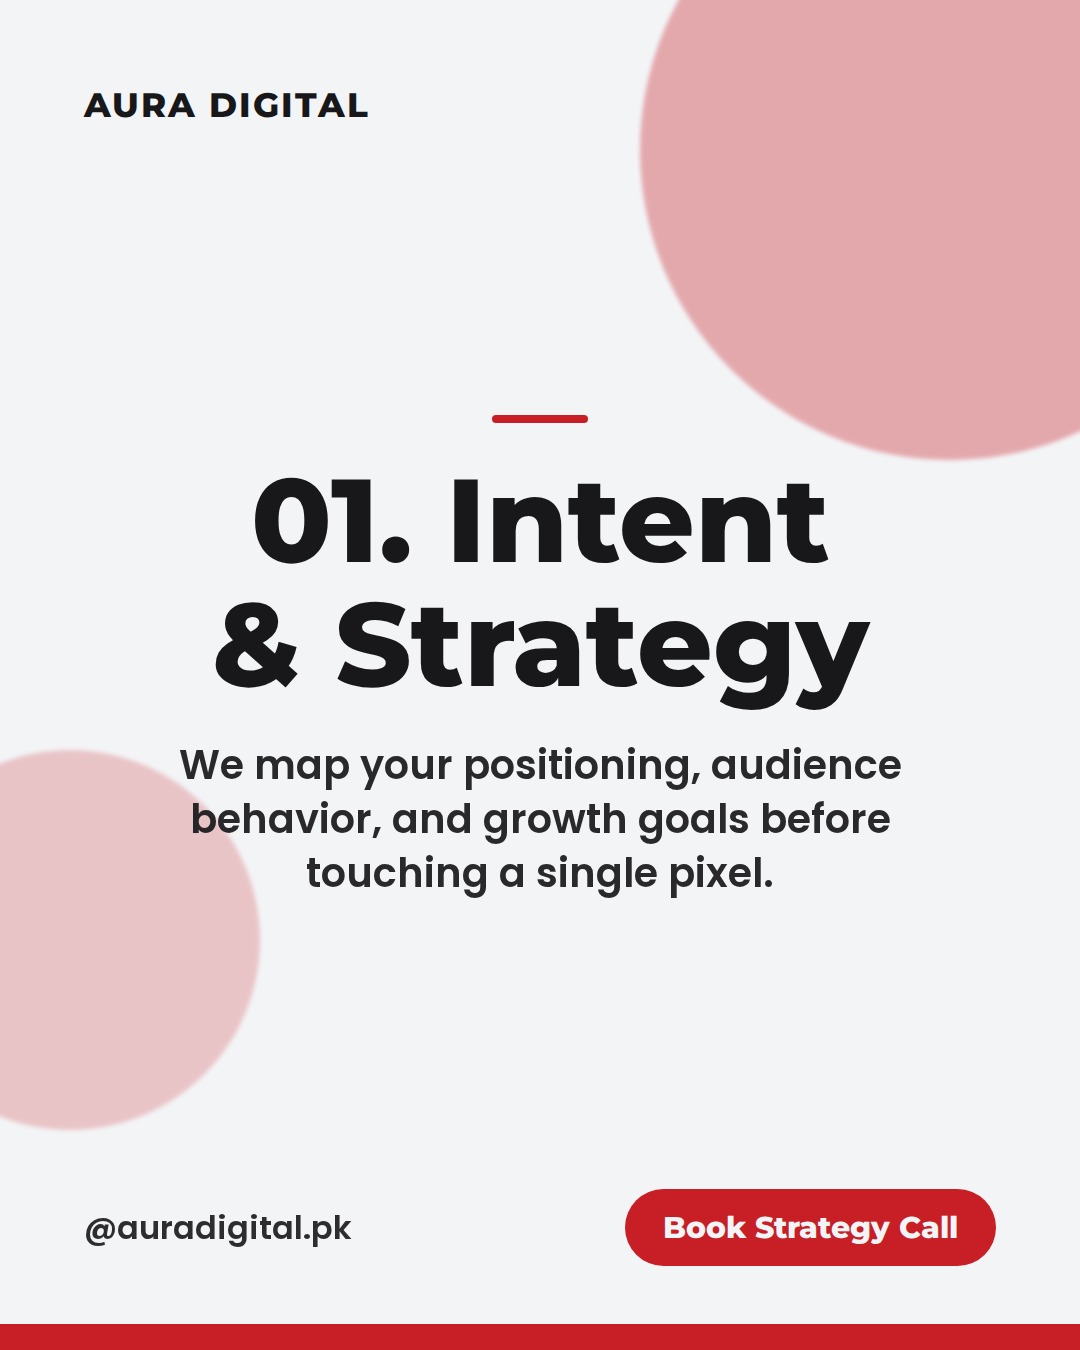 AURA DIGITAL
01. Intent
& Strategy
We map your positioning, audience
behavior, and growth goals before
touching a single pixel.
@auradigital.pk
Book Strategy Call